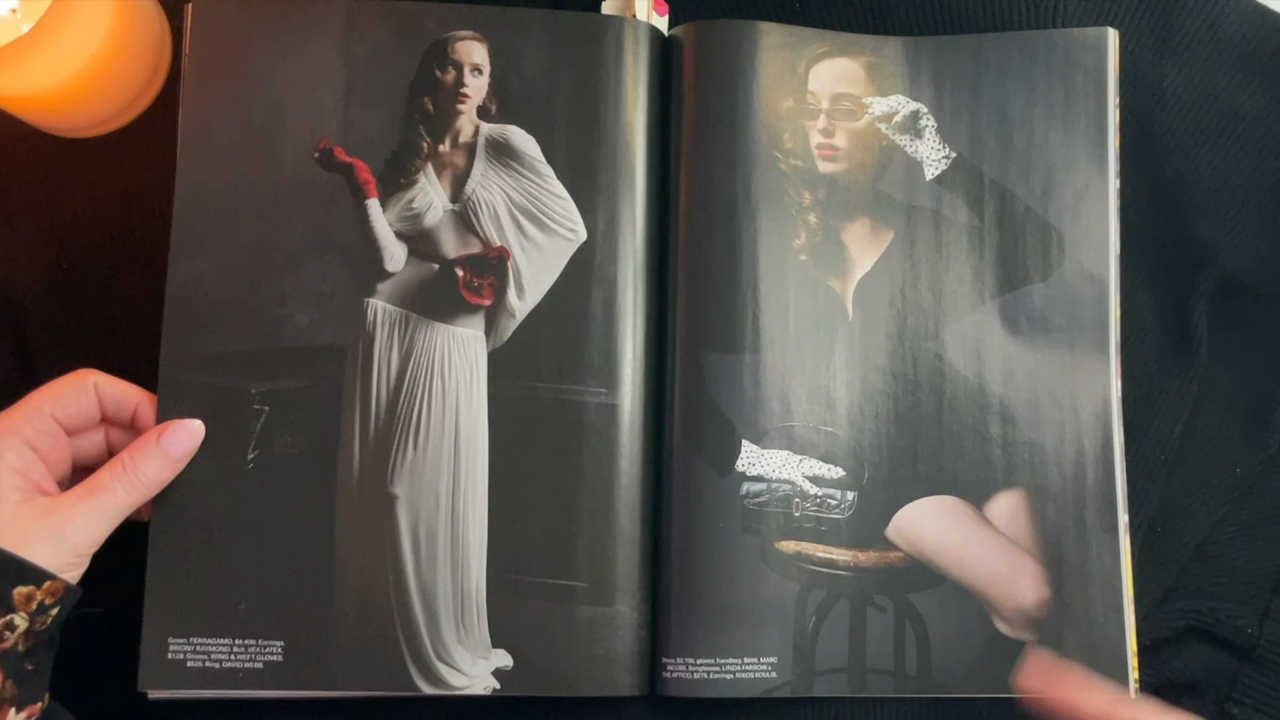 Gown, FERRAGAMO, $4,400. Earrings,
BRIONY RAYMOND. Belt, VEX LATEX,
$128. Gloves, WING & WEFT GLOVES,
$525. Ring, DAVID WEBB.
Dress, $2,700, gloves, handbag, $995, MARC
JACOBS. Sunglasses, LINDA FARROW x
THE ATTICO, $275. Earrings, NIKOS KOULIS.